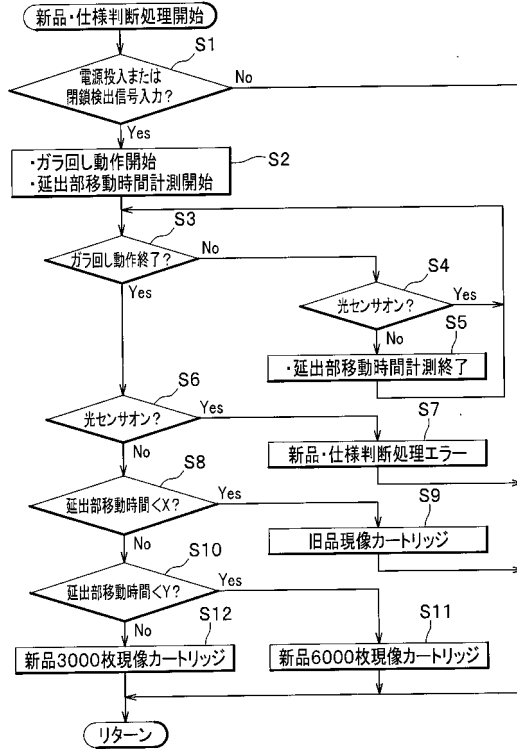 新品・仕様判断処理開始
S1
電源投入または
閉鎖検出信号入力?
No
Yes
S2
・ガラ回し動作開始
・延出部移動時間計測開始
S3
ガラ回し動作終了?
No
Yes
S4
光センサオン?
Yes
No
S5
・延出部移動時間計測終了
S6
光センサオン?
Yes
No
S7
新品・仕様判断処理エラー
S8
延出部移動時間<X?
Yes
No
S9
旧品現像カートリッジ
S10
延出部移動時間<Y?
Yes
No
S12
新品3000枚現像カートリッジ
S11
新品6000枚現像カートリッジ
リターン